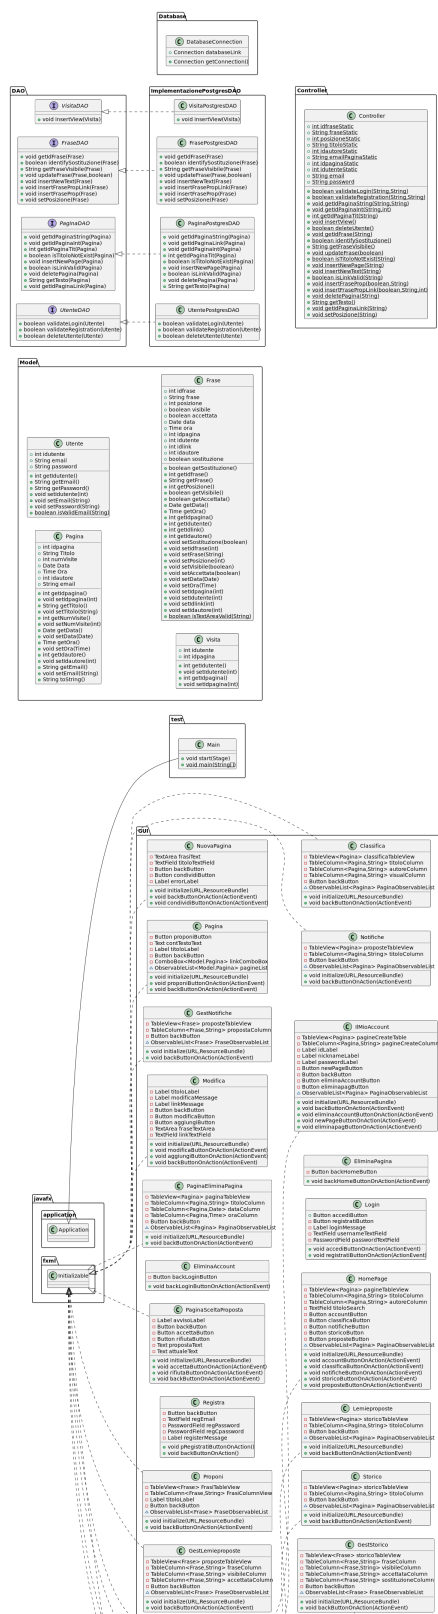 Database
DatabaseConnection
Connection databaseLink
Connection getConnection()
DAO
VisitaDAO
void insertView(Visita)
FraseDAO
void getIdFrase(Frase)
boolean identifySostituzione(Frase)
String getFraseVisibile(Frase)
void updateFrase(Frase,boolean)
void insertNewText(Frase)
void insertFrasePropLink(Frase)
void insertFraseProp(Frase)
void setPosizione(Frase)
PaginaDAO
void getIdPaginaString(Pagina)
void getIdPaginaInt(Pagina)
int getIdPaginaTit(Pagina)
boolean isTitoloNotExist(Pagina)
void insertNewPage(Pagina)
boolean isLinkValid(Pagina)
void deletePagina(Pagina)
String getTesto(Pagina)
void getIdPaginaLink(Pagina)
UtenteDAO
boolean validateLogin(Utente)
boolean validateRegistration(Utente)
boolean deleteUtente(Utente)
ImplementazionePostgresDAO
VisitaPostgresDAO
void insertView(Visita)
FrasePostgresDAO
void getIdFrase(Frase)
boolean identifySostituzione(Frase)
String getFraseVisibile(Frase)
void updateFrase(Frase,boolean)
void insertNewText(Frase)
void insertFrasePropLink(Frase)
void insertFraseProp(Frase)
void setPosizione(Frase)
PaginaPostgresDAO
void getIdPaginaString(Pagina)
void getIdPaginaLink(Pagina)
void getIdPaginaInt(Pagina)
int getIdPaginaTit(Pagina)
boolean isTitoloNotExist(Pagina)
void insertNewPage(Pagina)
boolean isLinkValid(Pagina)
void deletePagina(Pagina)
String getTesto(Pagina)
UtentePostgresDAO
boolean validateLogin(Utente)
boolean validateRegistration(Utente)
boolean deleteUtente(Utente)
Controller
Controller
int idfraseStatic
String fraseStatic
int posizioneStatic
String titoloStatic
int idautoreStatic
String emailPaginaStatic
int idpaginaStatic
int idutenteStatic
String email
String password
boolean validateLogin(String,String)
boolean validateRegistration(String,String)
void getIdPaginaString(String,String)
void getIdPaginaInt(String,int)
int getIdPaginaTit(String)
void insertView()
boolean deleteUtente()
void getIdFrase(String)
boolean identifySostituzione()
String getFraseVisibile()
void updateFrase(boolean)
boolean isTitoloNotExist(String)
void insertNewPage(String)
void insertNewText(String)
boolean isLinkValid(String)
void insertFraseProp(boolean,String)
void insertFrasePropLink(boolean,String,int)
void deletePagina(String)
String getTesto()
void getIdPaginaLink(String)
void setPosizione(String)
Model
Utente
int idutente
String email
String password
int getIdutente()
String getEmail()
String getPassword()
void setIdutente(int)
void setEmail(String)
void setPassword(String)
boolean isValidEmail(String)
Pagina
int idpagina
String Titolo
int numVisite
Date Data
Time Ora
int idautore
String email
int getIdpagina()
void setIdpagina(int)
String getTitolo()
void setTitolo(String)
int getNumVisite()
void setNumVisite(int)
Date getData()
void setData(Date)
Time getOra()
void setOra(Time)
int getIdautore()
void setIdautore(int)
String getEmail()
void setEmail(String)
String toString()
Frase
int idfrase
String frase
int posizione
boolean visibile
boolean accettata
Date data
Time ora
int idpagina
int idutente
int idlink
int idautore
boolean sostituzione
boolean getSostituzione()
int getIdfrase()
String getFrase()
int getPosizione()
boolean getVisibile()
boolean getAccettata()
Date getData()
Time getOra()
int getIdpagina()
int getIdutente()
int getIdlink()
int getIdautore()
void setSostituzione(boolean)
void setIdfrase(int)
void setFrase(String)
void setPosizione(int)
void setVisibile(boolean)
void setAccettata(boolean)
void setData(Date)
void setOra(Time)
void setIdpagina(int)
void setIdutente(int)
void setIdlink(int)
void setIdautore(int)
boolean isTextAreaValid(String)
Visita
int idutente
int idpagina
int getIdutente()
void setIdutente(int)
int getIdpagina()
void setIdpagina(int)
test
Main
void start(Stage)
void main(String[])
GUI
NuovaPagina
TextArea frasiText
TextField titoloTextField
Button backButton
Button condividiButton
Label errorLabel
void initialize(URL,ResourceBundle)
void backButtonOnAction(ActionEvent)
void condividiButtonOnAction(ActionEvent)
Classifica
TableView<Pagina> classificaTableView
TableColumn<Pagina,String> titoloColumn
TableColumn<Pagina,String> autoreColumn
TableColumn<Pagina,String> visualColumn
Button backButton
ObservableList<Pagina> PaginaObservableList
void initialize(URL,ResourceBundle)
void backButtonOnAction(ActionEvent)
Pagina
Button proponiButton
Text contTestoText
Label titoloLabel
Button backButton
ComboBox<Model.Pagina> linkComboBox
ObservableList<Model.Pagina> pagineList
void initialize(URL,ResourceBundle)
void proponiButtonOnAction(ActionEvent)
void backButtonOnAction(ActionEvent)
Notifiche
TableView<Pagina> proposteTableView
TableColumn<Pagina,String> titoloColumn
Button backButton
ObservableList<Pagina> PaginaObservableList
void initialize(URL,ResourceBundle)
void backButtonOnAction(ActionEvent)
GestNotifiche
TableView<Frase> proposteTableView
TableColumn<Frase,String> propostaColumn
Button backButton
ObservableList<Frase> FraseObservableList
void initialize(URL,ResourceBundle)
void backButtonOnAction(ActionEvent)
IlMioAccount
TableView<Pagina> pagineCreateTable
TableColumn<Pagina,String> pagineCreateColumn
Label idLabel
Label nicknameLabel
Label passwordLabel
Button newPageButton
Button backButton
Button eliminaAccountButton
Button eliminapagButton
ObservableList<Pagina> PaginaObservableList
void initialize(URL,ResourceBundle)
void backButtonOnAction(ActionEvent)
void eliminaAccountButtonOnAction(ActionEvent)
void newPageButtonOnAction(ActionEvent)
void eliminapagButtonOnAction(ActionEvent)
Modifica
Label titoloLabel
Label modificaMessage
Label linkMessage
Button backButton
Button modificaButton
Button aggiungiButton
TextArea fraseTextArea
TextField linkTextField
void initialize(URL,ResourceBundle)
void modificaButtonOnAction(ActionEvent)
void aggiungiButtonOnAction(ActionEvent)
void backButtonOnAction(ActionEvent)
EliminaPagina
Button backHomeButton
void backHomeButtonOnAction(ActionEvent)
PaginaEliminaPagina
TableView<Pagina> paginaTableView
TableColumn<Pagina,String> titoloColumn
TableColumn<Pagina,Date> dataColumn
TableColumn<Pagina,Time> oraColumn
Button backButton
ObservableList<Pagina> PaginaObservableList
void initialize(URL,ResourceBundle)
void backButtonOnAction(ActionEvent)
Login
Button accediButton
Button registratiButton
Label loginMessage
TextField usernameTextField
PasswordField passwordTextField
void accediButtonOnAction(ActionEvent)
void registratiButtonOnAction(ActionEvent)
javafx
application
Application
fxml
Initializable
EliminaAccount
Button backLoginButton
void backLoginButtonOnAction(ActionEvent)
HomePage
TableView<Pagina> pagineTableView
TableColumn<Pagina,String> titoloColumn
TableColumn<Pagina,String> autoreColumn
TextField titoloSearch
Button accountButton
Button classificaButton
Button notificheButton
Button storicoButton
Button proposteButton
ObservableList<Pagina> PaginaObservableList
void initialize(URL,ResourceBundle)
void accountButtonOnAction(ActionEvent)
void classificaButtonOnAction(ActionEvent)
void notificheButtonOnAction(ActionEvent)
void storicoButtonOnAction(ActionEvent)
void proposteButtonOnAction(ActionEvent)
PaginaSceltaProposta
Label avvisoLabel
Button backButton
Button accettaButton
Button rifiutaButton
Text propostaText
Text attualeText
void initialize(URL,ResourceBundle)
void accettaButtonOnAction(ActionEvent)
void rifiutaButtonOnAction(ActionEvent)
void backButtonOnAction(ActionEvent)
Registra
Button backButton
TextField regEmail
PasswordField regPassword
PasswordField regCpassword
Label registerMessage
void pRegistratiButtonOnAction()
void backButtonOnAction()
Lemieproposte
TableView<Pagina> storicoTableView
TableColumn<Pagina,String> titoloColumn
Button backButton
ObservableList<Pagina> PaginaObservableList
void initialize(URL,ResourceBundle)
void backButtonOnAction(ActionEvent)
Proponi
TableView<Frase> frasiTableView
TableColumn<Frase,String> frasiColumnView
Label titoloLabel
Button backButton
ObservableList<Frase> FraseObservableList
void initialize(URL,ResourceBundle)
void backButtonOnAction(ActionEvent)
Storico
TableView<Pagina> storicoTableView
TableColumn<Pagina,String> titoloColumn
Button backButton
ObservableList<Pagina> PaginaObservableList
void initialize(URL,ResourceBundle)
void backButtonOnAction(ActionEvent)
GestLemieproposte
TableView<Frase> proposteTableView
TableColumn<Frase,String> fraseColumn
TableColumn<Frase,String> visibileColumn
TableColumn<Frase,String> accettataColumn
Button backButton
ObservableList<Frase> FraseObservableList
void initialize(URL,ResourceBundle)
void backButtonOnAction(ActionEvent)
GestStorico
TableView<Frase> storicoTableView
TableColumn<Frase,String> fraseColumn
TableColumn<Frase,String> visibileColumn
TableColumn<Frase,String> accettataColumn
TableColumn<Frase,String> sostituzioneColumn
Button backButton
ObservableList<Frase> FraseObservableList
void initialize(URL,ResourceBundle)
void backButtonOnAction(ActionEvent)